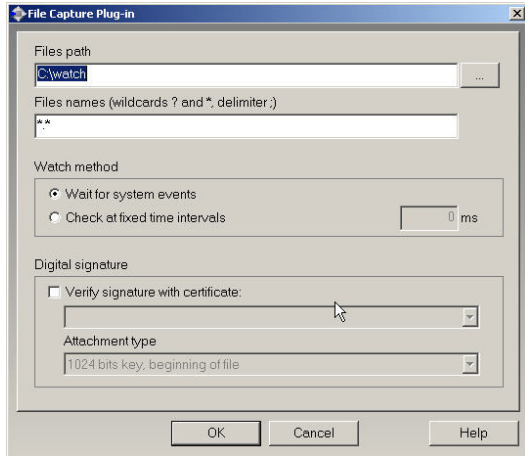 File Capture Plug-in
Files path
C:\watch
...
Files names (wildcards ? and *, delimiter ;)
*.*
Watch method
Wait for system events
Check at fixed time intervals
0 ms
Digital signature
Verify signature with certificate:
Attachment type
1024 bits key, beginning of file
OK Cancel Help